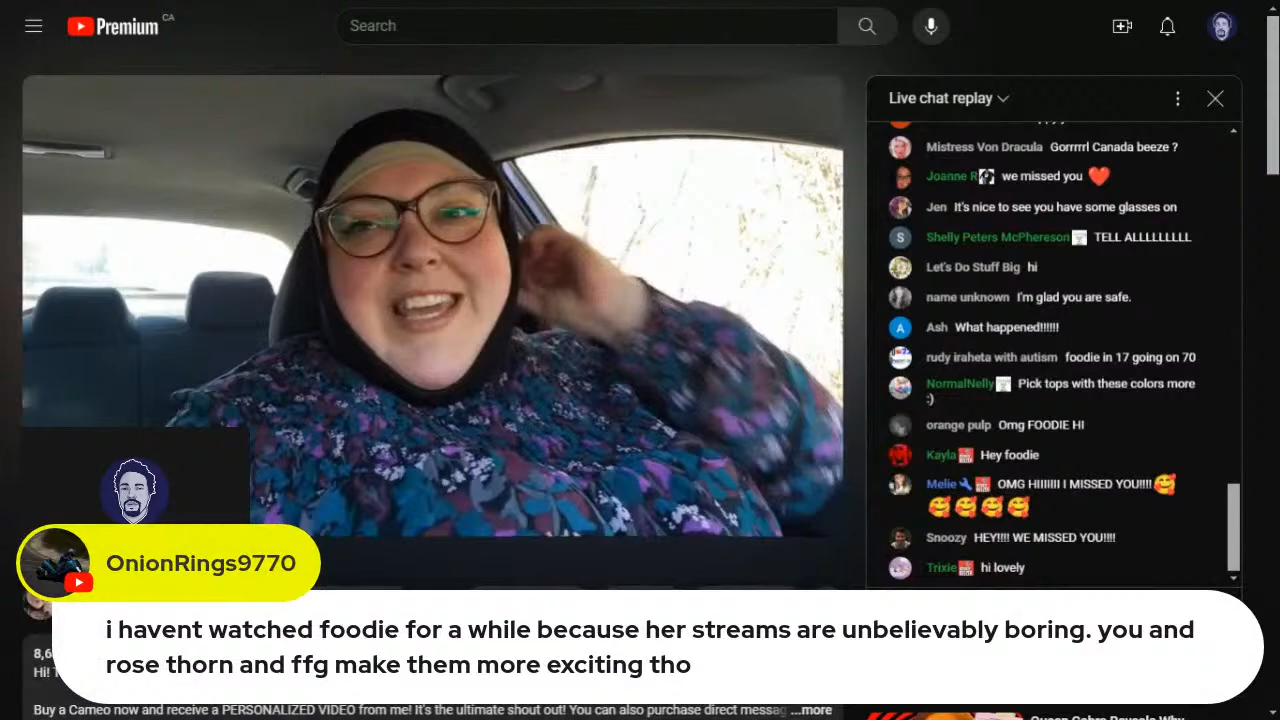 Premium CA
Search
Live chat replay
Mistress Von Dracula Gorrrrrl Canada beeze ?
Joanne R we missed you
Jen It's nice to see you have some glasses on
S Shelly Peters McPhereson TELL ALLLLLLLLL
Let's Do Stuff Big hi
name unknown I'm glad you are safe.
A Ash What happened!!!!!!
rudy iraheta with autism foodie in 17 going on 70
NormalNelly Pick tops with these colors more
:)
orange pulp Omg FOODIE HI
Kayla Hey foodie
Melie OMG HIIIIIIII I MISSED YOU!!!!
Snoozy HEY!!!! WE MISSED YOU!!!!
Trixie hi lovely
OnionRings9770
i havent watched foodie for a while because her streams are unbelievably boring. you and
rose thorn and ffg make them more exciting tho
8,6
Hi!
Buy a Cameo now and receive a PERSONALIZED VIDEO from me! It's the ultimate shout out! You can also purchase direct messag ...more